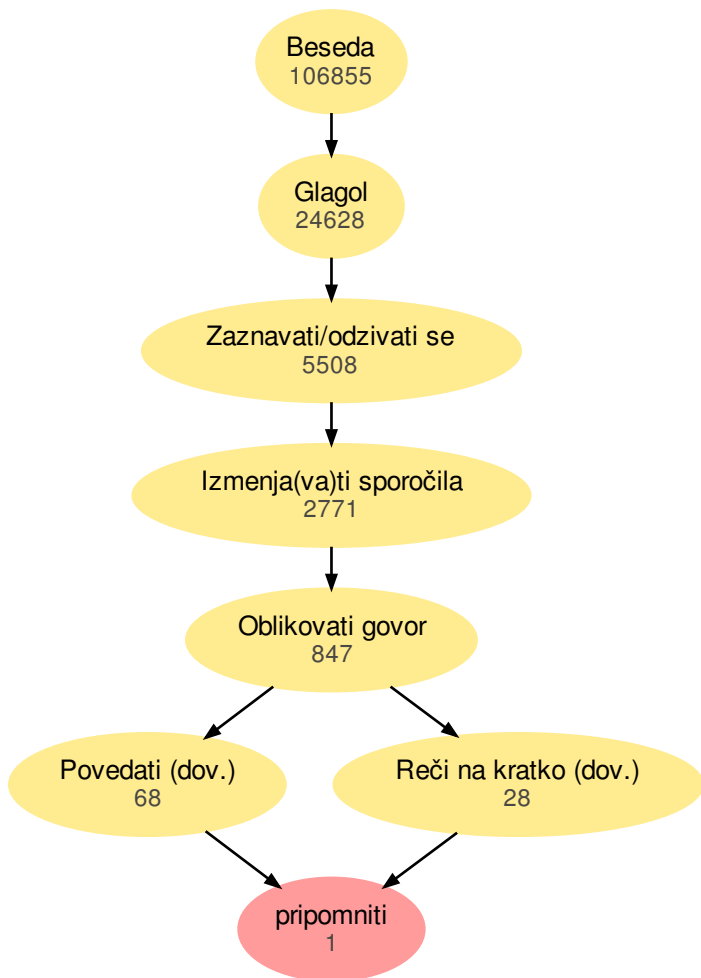 Beseda
106855
Glagol
24628
Zaznavati/odzivati se
5508
Izmenja(va)ti sporočila
2771
Oblikovati govor
847
Povedati (dov.)
68
Reči na kratko (dov.)
28
pripomniti
1